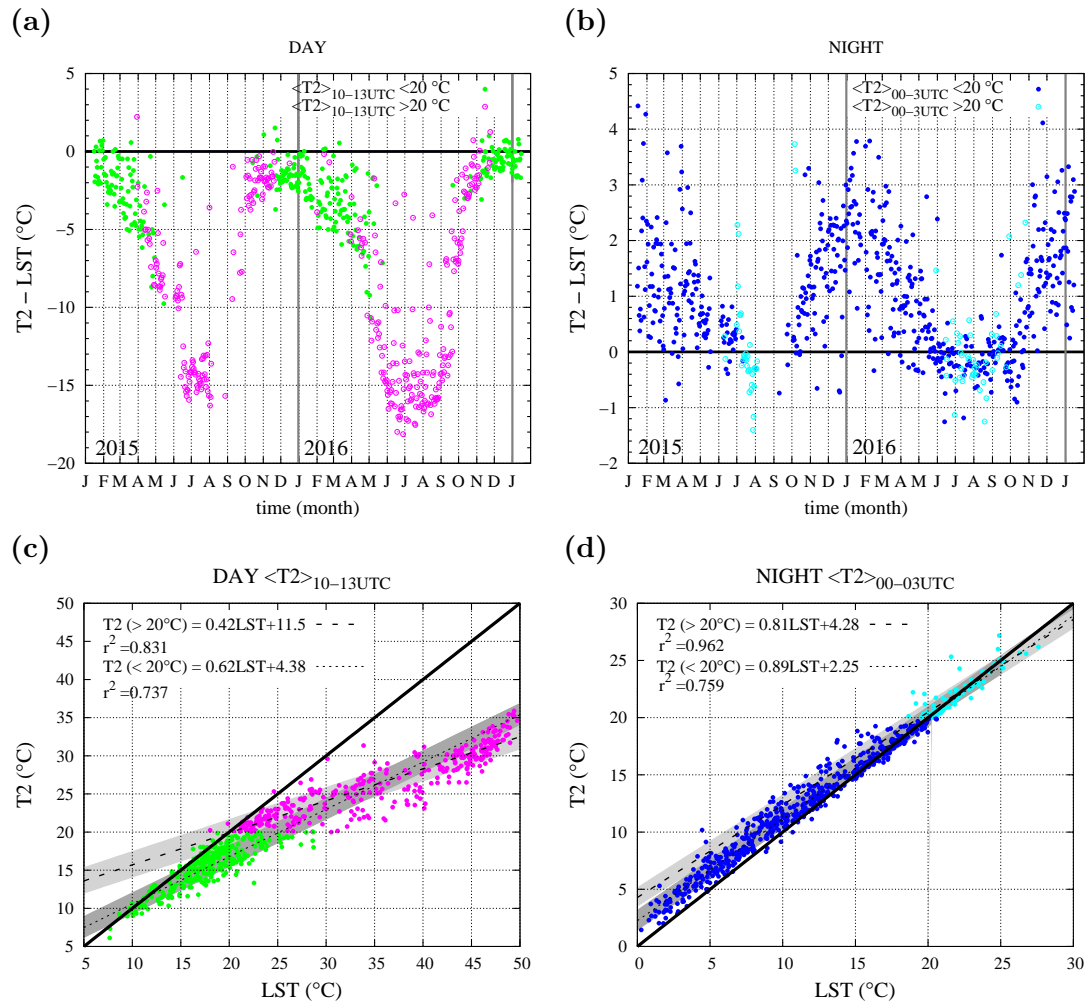 (a)
DAY
<T2>10−13UTC <20 °C
<T2>10−13UTC >20 °C
5
0
−5
−10
−15
−20
T2 − LST (°C)
2015
2016
J F M A M J J A S O N D J F M A M J J A S O N D J
time (month)
(b)
NIGHT
<T2>00−3UTC <20 °C
<T2>00−3UTC >20 °C
5
4
3
2
1
0
−1
−2
T2 − LST (°C)
2015
2016
J F M A M J J A S O N D J F M A M J J A S O N D J
time (month)
(c)
DAY <T2>10−13UTC
T2 (> 20°C) = 0.42LST+11.5
r2 =0.831
T2 (< 20°C) = 0.62LST+4.38
r2 =0.737
50
45
40
35
30
25
20
15
10
5
T2 (°C)
5 10 15 20 25 30 35 40 45 50
LST (°C)
(d)
NIGHT <T2>00−03UTC
T2 (> 20°C) = 0.81LST+4.28
r2 =0.962
T2 (< 20°C) = 0.89LST+2.25
r2 =0.759
30
25
20
15
10
5
0
T2 (°C)
0 5 10 15 20 25 30
LST (°C)